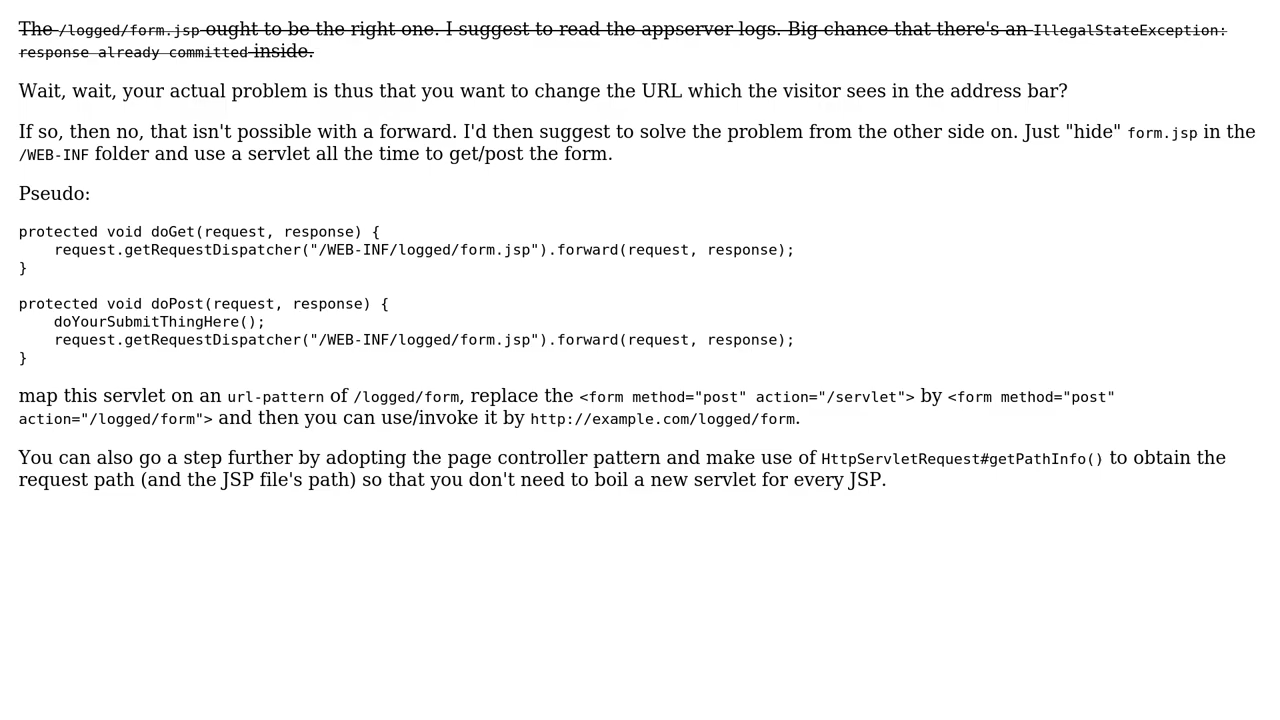 The /logged/form.jsp ought to be the right one. I suggest to read the appserver logs. Big chance that there's an IllegalStateException:
response already committed inside.
Wait, wait, your actual problem is thus that you want to change the URL which the visitor sees in the address bar?
If so, then no, that isn't possible with a forward. I'd then suggest to solve the problem from the other side on. Just "hide" form.jsp in the
/WEB-INF folder and use a servlet all the time to get/post the form.
Pseudo:
protected void doGet(request, response) {
    request.getRequestDispatcher("/WEB-INF/logged/form.jsp").forward(request, response);
}
protected void doPost(request, response) {
    doYourSubmitThingHere();
    request.getRequestDispatcher("/WEB-INF/logged/form.jsp").forward(request, response);
}
map this servlet on an url-pattern of /logged/form, replace the <form method="post" action="/servlet"> by <form method="post"
action="/logged/form"> and then you can use/invoke it by http://example.com/logged/form.
You can also go a step further by adopting the page controller pattern and make use of HttpServletRequest#getPathInfo() to obtain the
request path (and the JSP file's path) so that you don't need to boil a new servlet for every JSP.